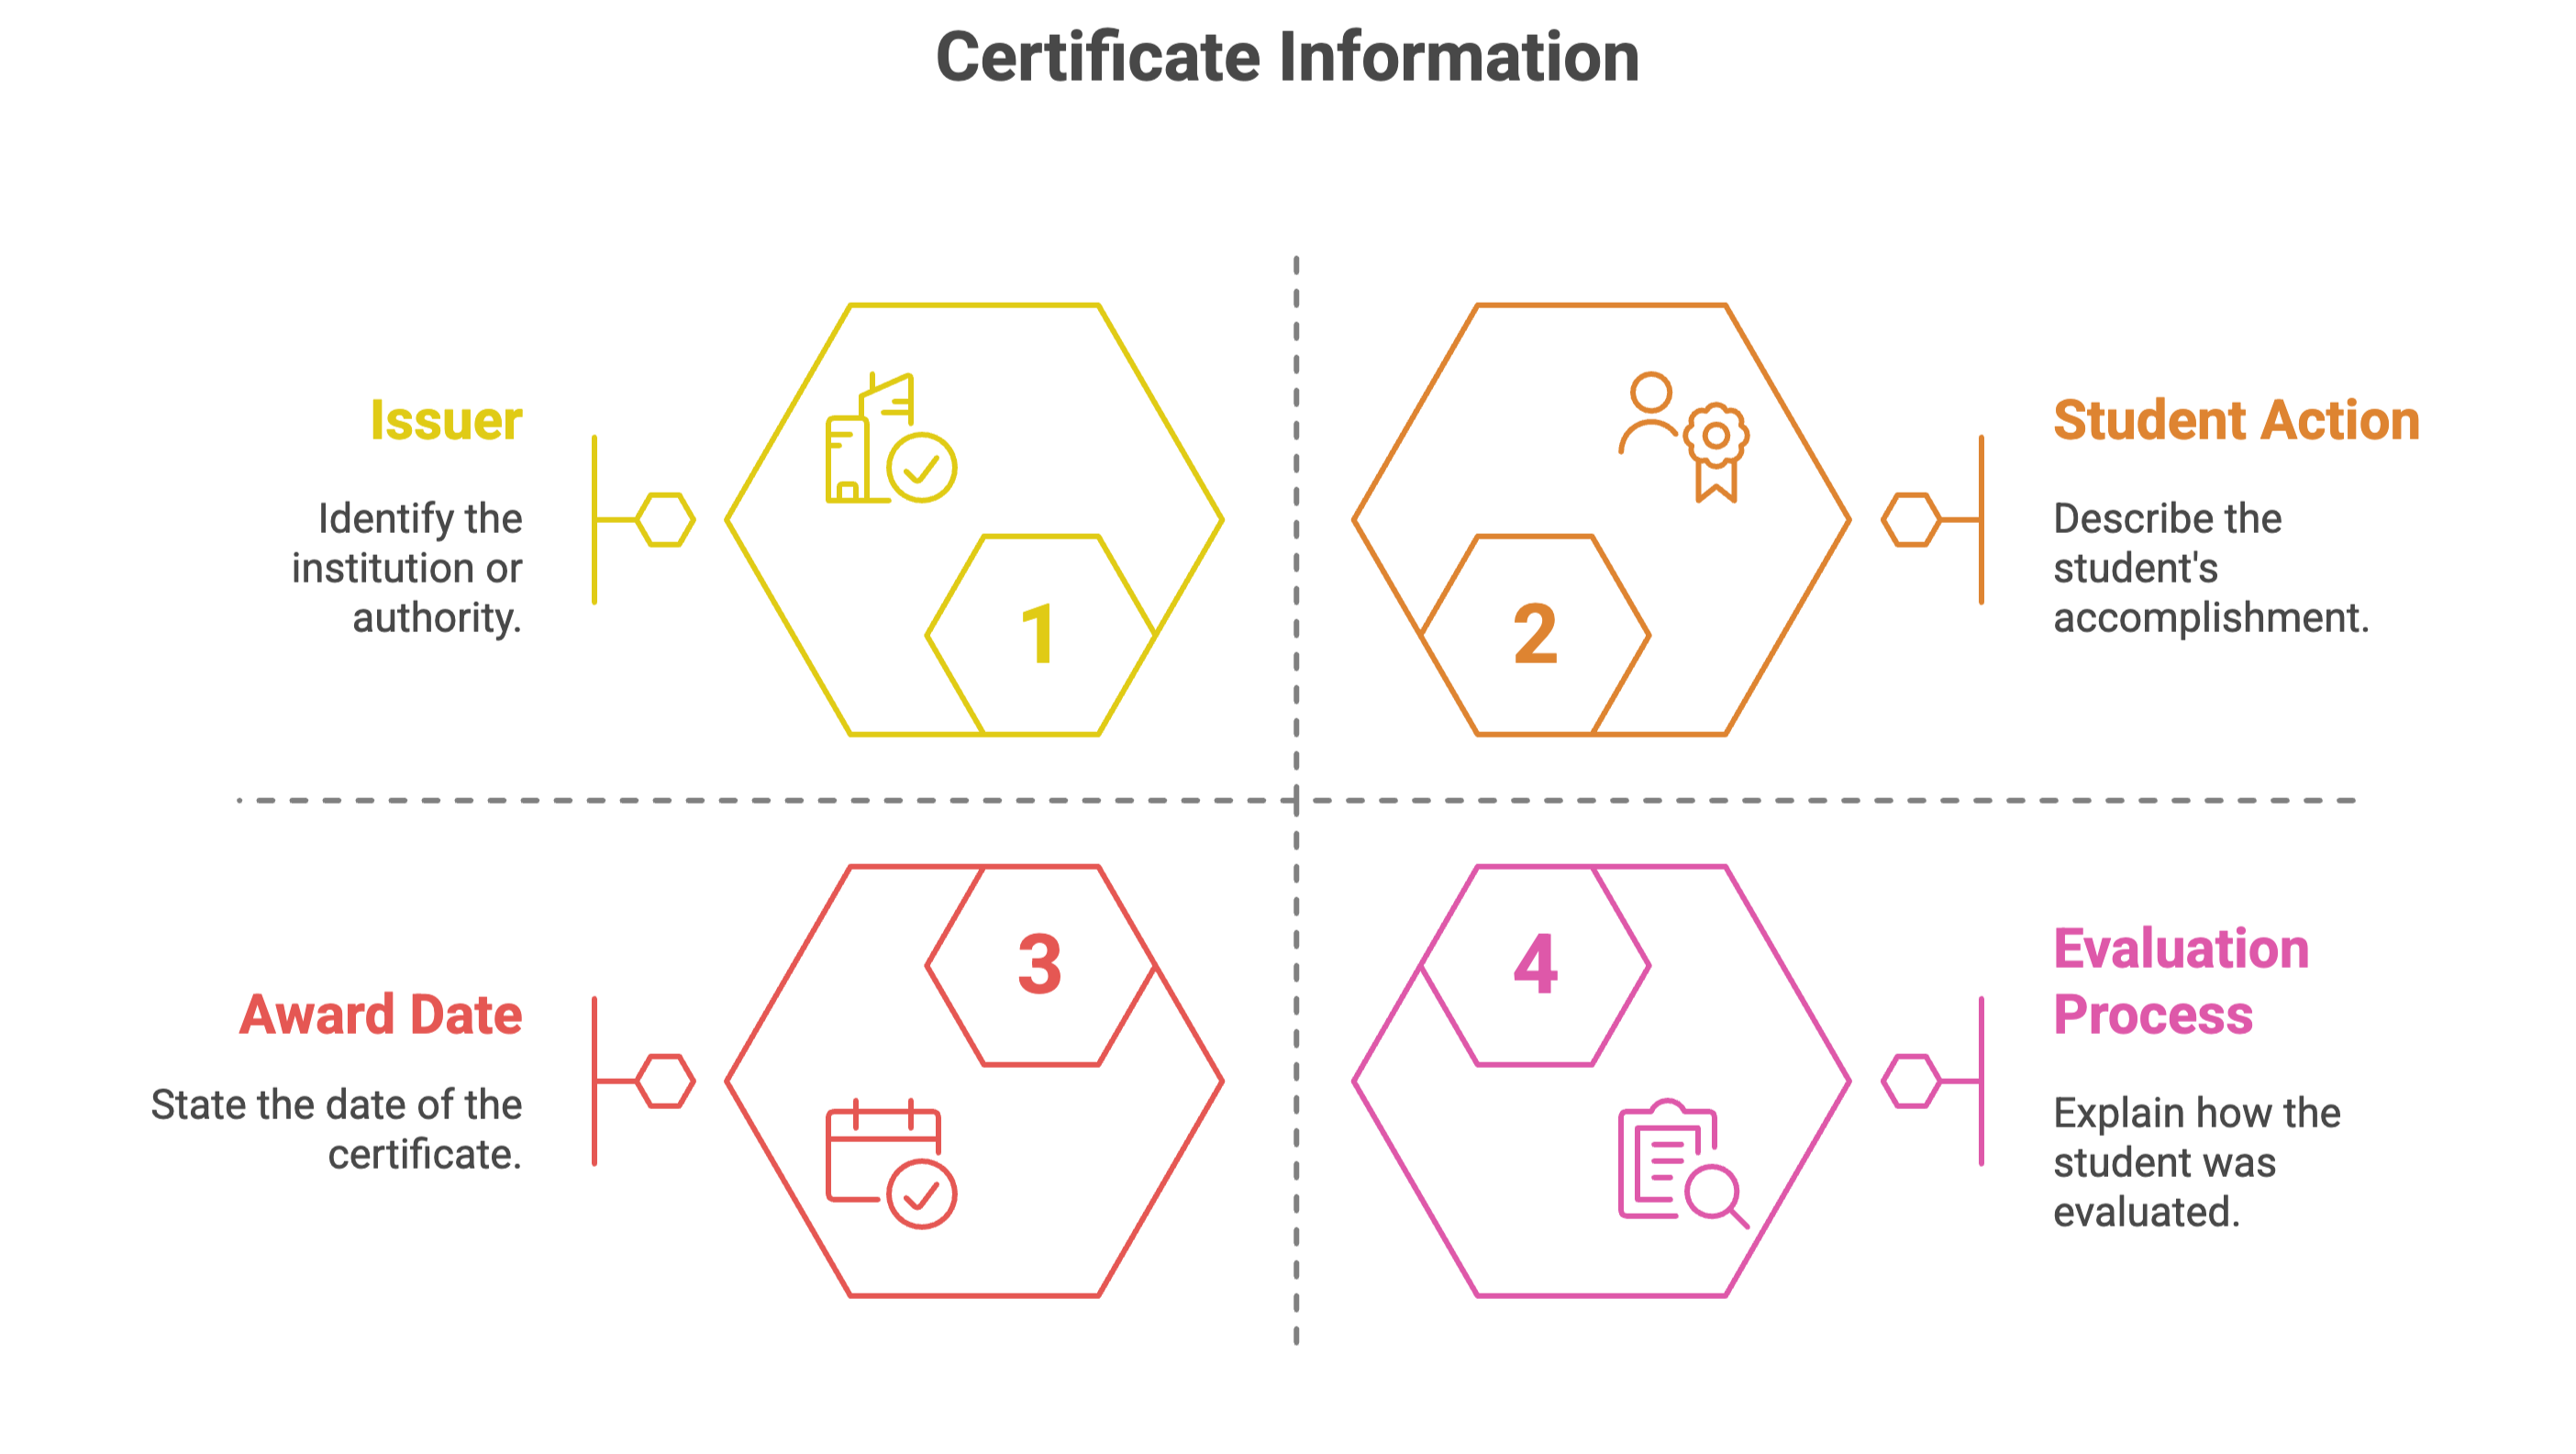 Certificate Information
Issuer
Identify the
institution or
authority.
1
2
Student Action
Describe the
student's
accomplishment.
Award Date
State the date of the
certificate.
3
4
Evaluation
Process
Explain how the
student was
evaluated.